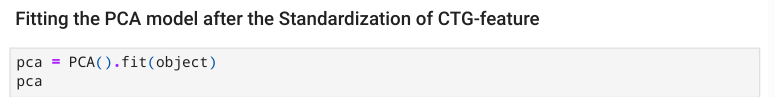 Fitting the PCA model after the Standardization of CTG-feature
pca = PCA().fit(object)
pca